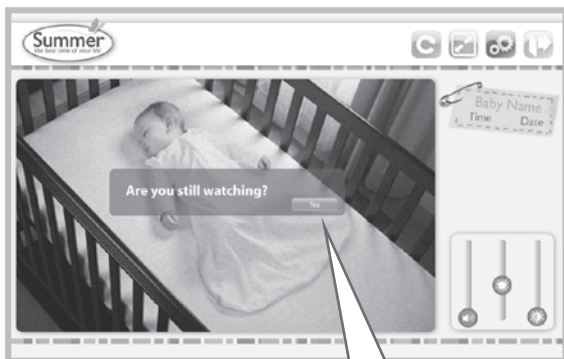 Summer
the best time of your life
Baby Name
Time Date
Are you still watching?
Yes